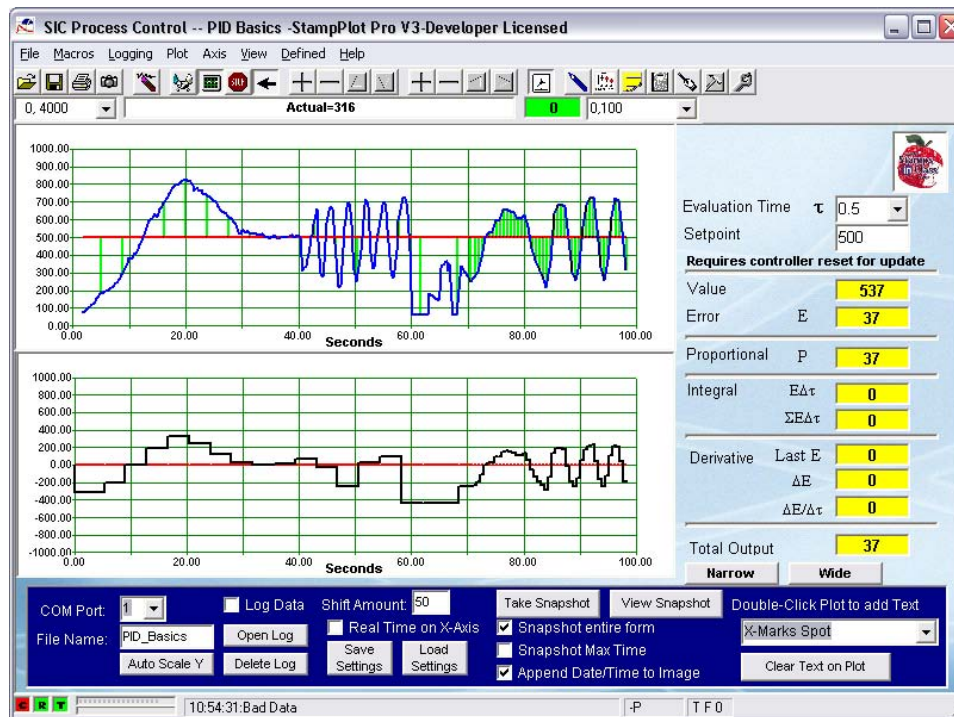 SIC Process Control -- PID Basics -StampPlot Pro V3-Developer Licensed
File Macros Logging Plot Axis View Defined Help
0, 4000 Actual=316 0 0,100
1000.00
900.00
800.00
700.00
600.00
500.00
400.00
300.00
200.00
100.00
0.00
0.00 20.00 40.00 60.00 80.00 100.00
Seconds
1000.00
800.00
600.00
400.00
200.00
0.00
-200.00
-400.00
-600.00
-800.00
-1000.00
0.00 20.00 40.00 60.00 80.00 100.00
Seconds
Evaluation Time τ 0.5
Setpoint 500
Requires controller reset for update
Value 537
Error E 37
Proportional P 37
Integral EΔτ 0
ΣEΔτ 0
Derivative Last E 0
ΔE 0
ΔE/Δτ 0
Total Output 37
Narrow Wide
COM Port: 1
File Name: PID_Basics
Auto Scale Y
Log Data
Open Log
Delete Log
Shift Amount: 50
Real Time on X-Axis
Save Settings
Load Settings
Take Snapshot View Snapshot
Snapshot entire form
Snapshot Max Time
Append Date/Time to Image
Double-Click Plot to add Text
X-Marks Spot
Clear Text on Plot
C R T 10:54:31:Bad Data -P T F 0